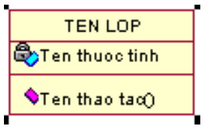 TEN LOP
Ten thuoc tinh
Ten thao tac()